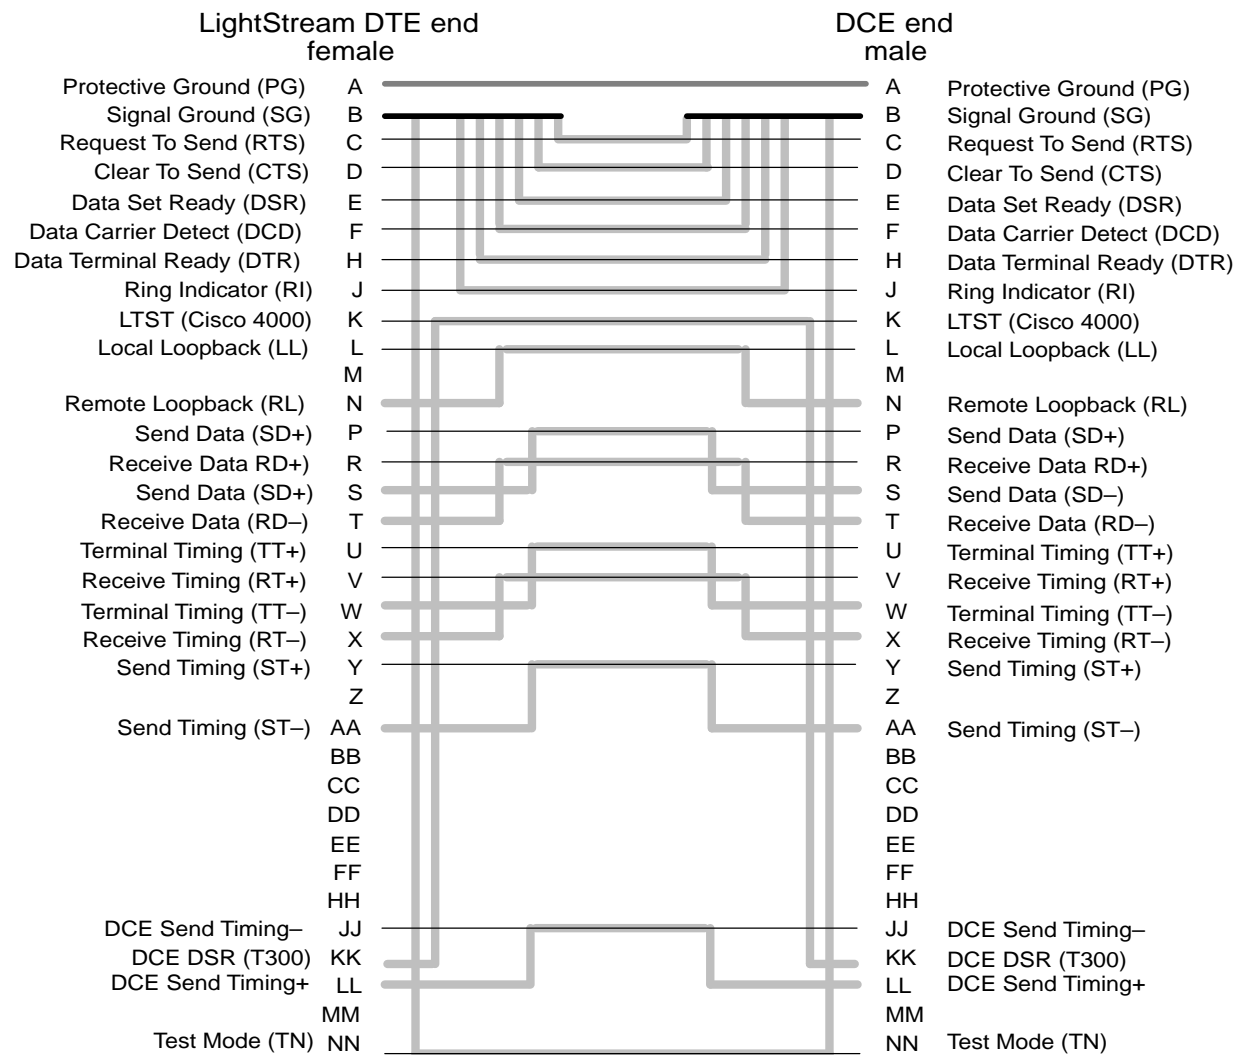 LightStream DTE end DCE end
female male
Protective Ground (PG) A A Protective Ground (PG)
Signal Ground (SG) B B Signal Ground (SG)
Request To Send (RTS) C C Request To Send (RTS)
Clear To Send (CTS) D D Clear To Send (CTS)
Data Set Ready (DSR) E E Data Set Ready (DSR)
Data Carrier Detect (DCD) F F Data Carrier Detect (DCD)
Data Terminal Ready (DTR) H H Data Terminal Ready (DTR)
Ring Indicator (RI) J J Ring Indicator (RI)
LTST (Cisco 4000) K K LTST (Cisco 4000)
Local Loopback (LL) L L Local Loopback (LL)
M M
Remote Loopback (RL) N N Remote Loopback (RL)
Send Data (SD+) P P Send Data (SD+)
Receive Data RD+) R R Receive Data RD+)
Send Data (SD+) S S Send Data (SD–)
Receive Data (RD–) T T Receive Data (RD–)
Terminal Timing (TT+) U U Terminal Timing (TT+)
Receive Timing (RT+) V V Receive Timing (RT+)
Terminal Timing (TT–) W W Terminal Timing (TT–)
Receive Timing (RT–) X X Receive Timing (RT–)
Send Timing (ST+) Y Y Send Timing (ST+)
Z Z
Send Timing (ST–) AA AA Send Timing (ST–)
BB BB
CC CC
DD DD
EE EE
FF FF
HH HH
DCE Send Timing– JJ JJ DCE Send Timing–
DCE DSR (T300) KK KK DCE DSR (T300)
DCE Send Timing+ LL LL DCE Send Timing+
MM MM
Test Mode (TN) NN NN Test Mode (TN)